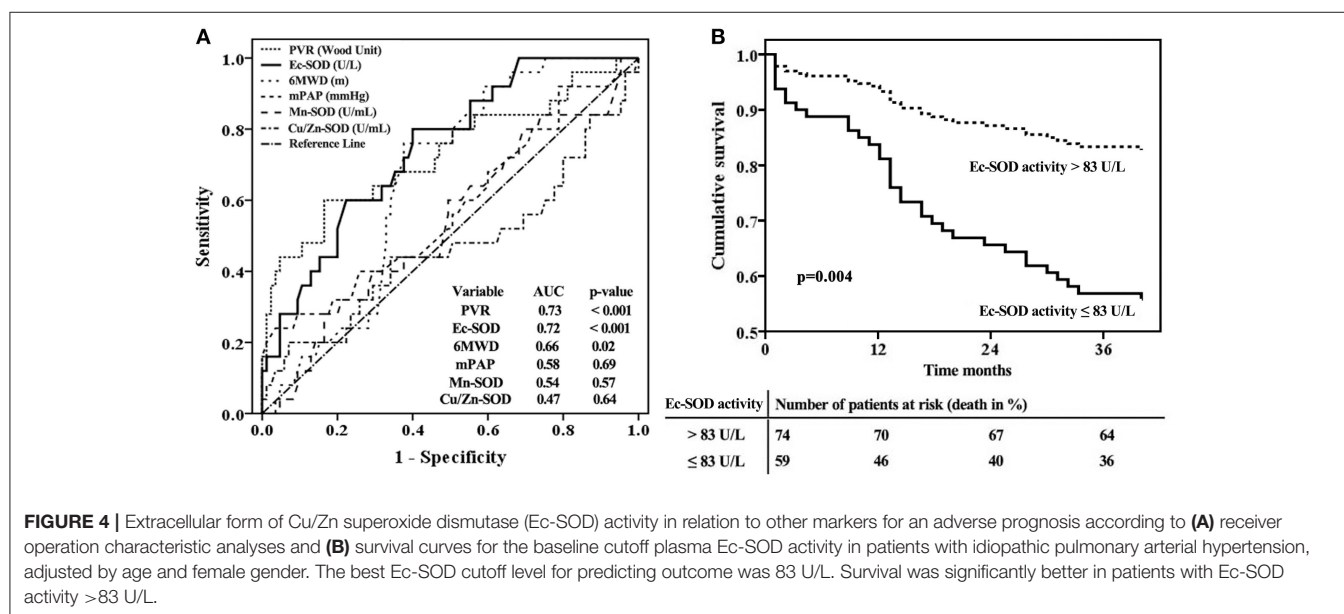 A
PVR (Wood Unit)
Ec-SOD (U/L)
6MWD (m)
mPAP (mmHg)
Mn-SOD (U/mL)
Cu/Zn-SOD (U/mL)
Reference Line
1.0
0.8
0.6
0.4
0.2
0.0
Sensitivity
Variable AUC p-value
PVR 0.73 < 0.001
Ec-SOD 0.72 < 0.001
6MWD 0.66 0.02
mPAP 0.58 0.69
Mn-SOD 0.54 0.57
Cu/Zn-SOD 0.47 0.64
0.0 0.2 0.4 0.6 0.8 1.0
1 - Specificity
B
1.0
0.9
0.8
0.7
0.6
0.5
Cumulative survival
Ec-SOD activity > 83 U/L
p=0.004
Ec-SOD activity ≤ 83 U/L
0 12 24 36
Time months
Ec-SOD activity Number of patients at risk (death in %)
> 83 U/L 74 70 67 64
≤ 83 U/L 59 46 40 36
FIGURE 4 | Extracellular form of Cu/Zn superoxide dismutase (Ec-SOD) activity in relation to other markers for an adverse prognosis according to (A) receiver
operation characteristic analyses and (B) survival curves for the baseline cutoff plasma Ec-SOD activity in patients with idiopathic pulmonary arterial hypertension,
adjusted by age and female gender. The best Ec-SOD cutoff level for predicting outcome was 83 U/L. Survival was significantly better in patients with Ec-SOD
activity >83 U/L.